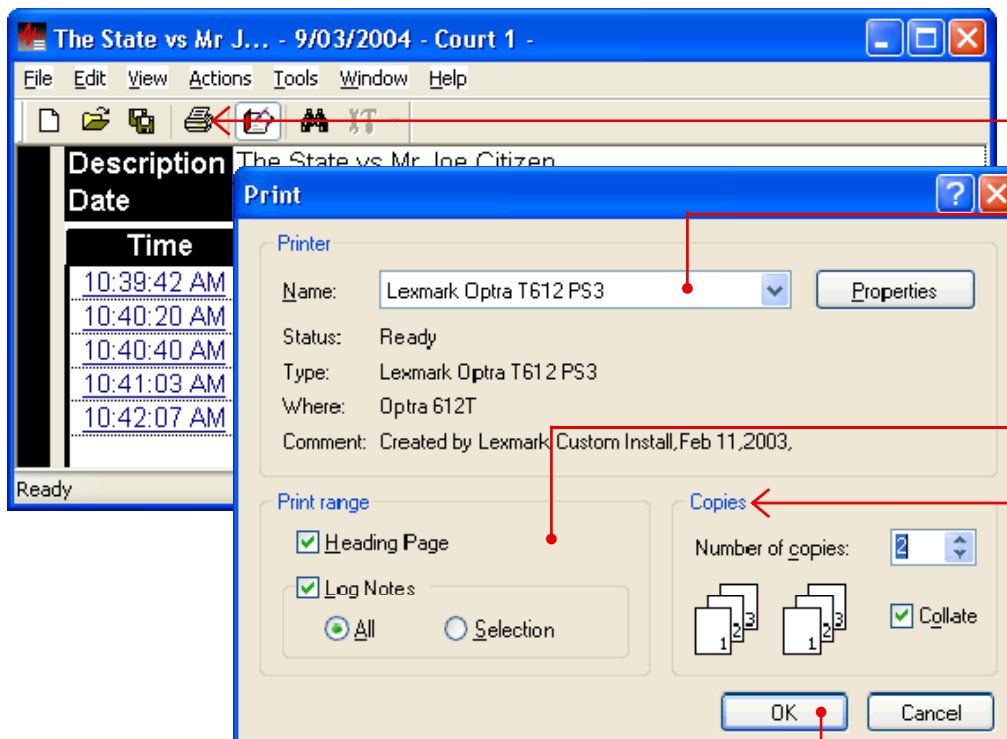 The State vs Mr J... - 9/03/2004 - Court 1 -
File Edit View Actions Tools Window Help
Description The State vs Mr Joe Citizen
Date
Time
10:39:42 AM
10:40:20 AM
10:40:40 AM
10:41:03 AM
10:42:07 AM
Ready
Print
Printer
Name: Lexmark Optra T612 PS3 Properties
Status: Ready
Type: Lexmark Optra T612 PS3
Where: Optra 612T
Comment: Created by Lexmark Custom Install,Feb 11,2003,
Print range
Heading Page
Log Notes
All Selection
Copies
Number of copies: 2
1 2 3 1 2 3
Collate
OK Cancel